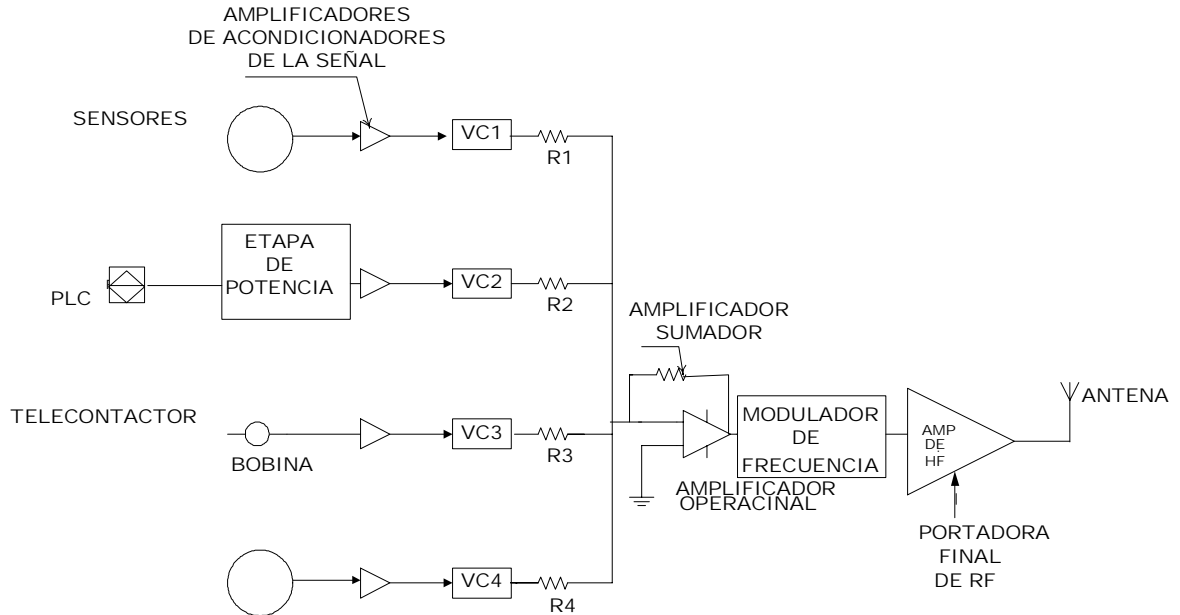 AMPLIFICADORES
DE ACONDICIONADORES
DE LA SEÑAL
SENSORES
VC1
R1
ETAPA
DE
POTENCIA
PLC
VC2
R2
AMPLIFICADOR
SUMADOR
TELECONTACTOR
BOBINA
VC3
R3
MODULADOR
DE
FRECUENCIA
AMPLIFICADOR
OPERACINAL
AMP
DE
HF
ANTENA
PORTADORA
FINAL
DE RF
VC4
R4